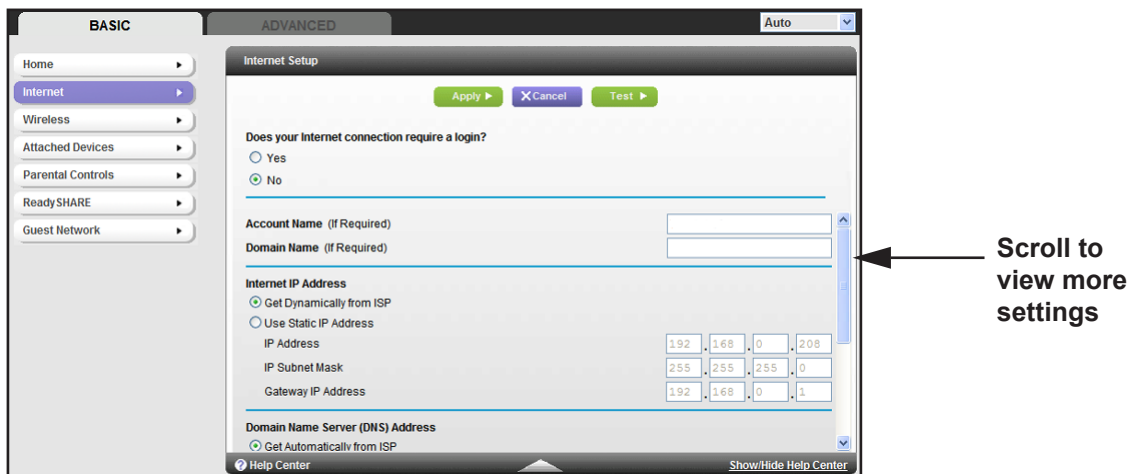 BASIC
ADVANCED
Auto
Home
Internet
Wireless
Attached Devices
Parental Controls
ReadySHARE
Guest Network
Internet Setup
Apply
Cancel
Test
Does your Internet connection require a login?
Yes
No
Account Name (If Required)
Domain Name (If Required)
Internet IP Address
Get Dynamically from ISP
Use Static IP Address
IP Address 192 . 168 . 0 . 208
IP Subnet Mask 255 . 255 . 255 . 0
Gateway IP Address 192 . 168 . 0 . 1
Domain Name Server (DNS) Address
Get Automatically from ISP
Help Center
Show/Hide Help Center
Scroll to
view more
settings